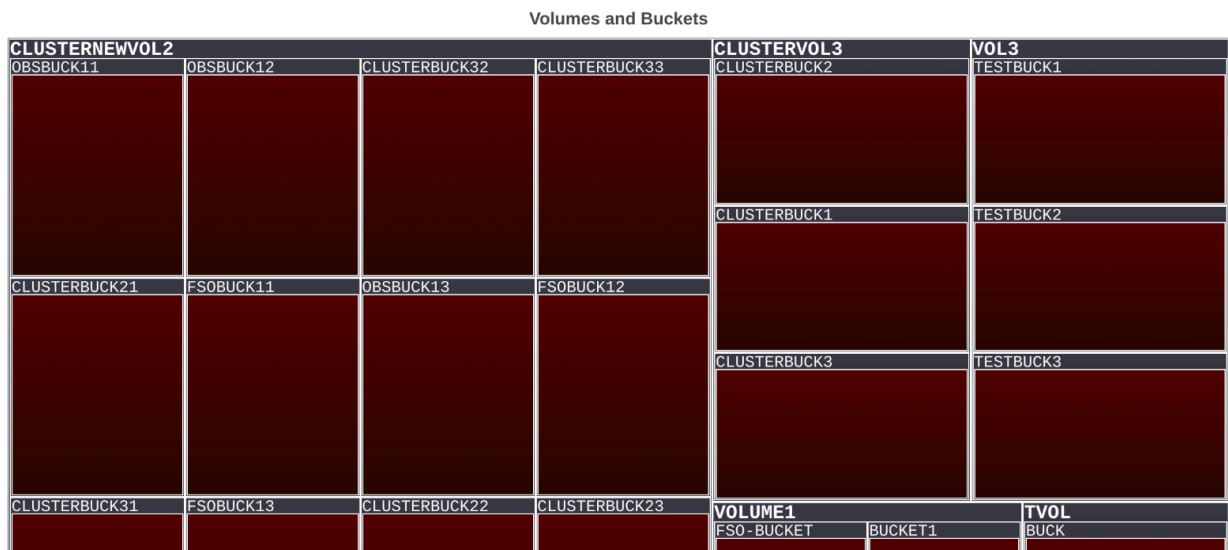 Volumes and Buckets
CLUSTERNEWVOL2
OBSBUCK11 OBSBUCK12 CLUSTERBUCK32 CLUSTERBUCK33
CLUSTERBUCK21 FSOBUCK11 OBSBUCK13 FSOBUCK12
CLUSTERBUCK31 FSOBUCK13 CLUSTERBUCK22 CLUSTERBUCK23
CLUSTERVOL3
CLUSTERBUCK2
CLUSTERBUCK1
CLUSTERBUCK3
VOL3
TESTBUCK1
TESTBUCK2
TESTBUCK3
VOLUME1
FSO-BUCKET BUCKET1
TVOL
BUCK